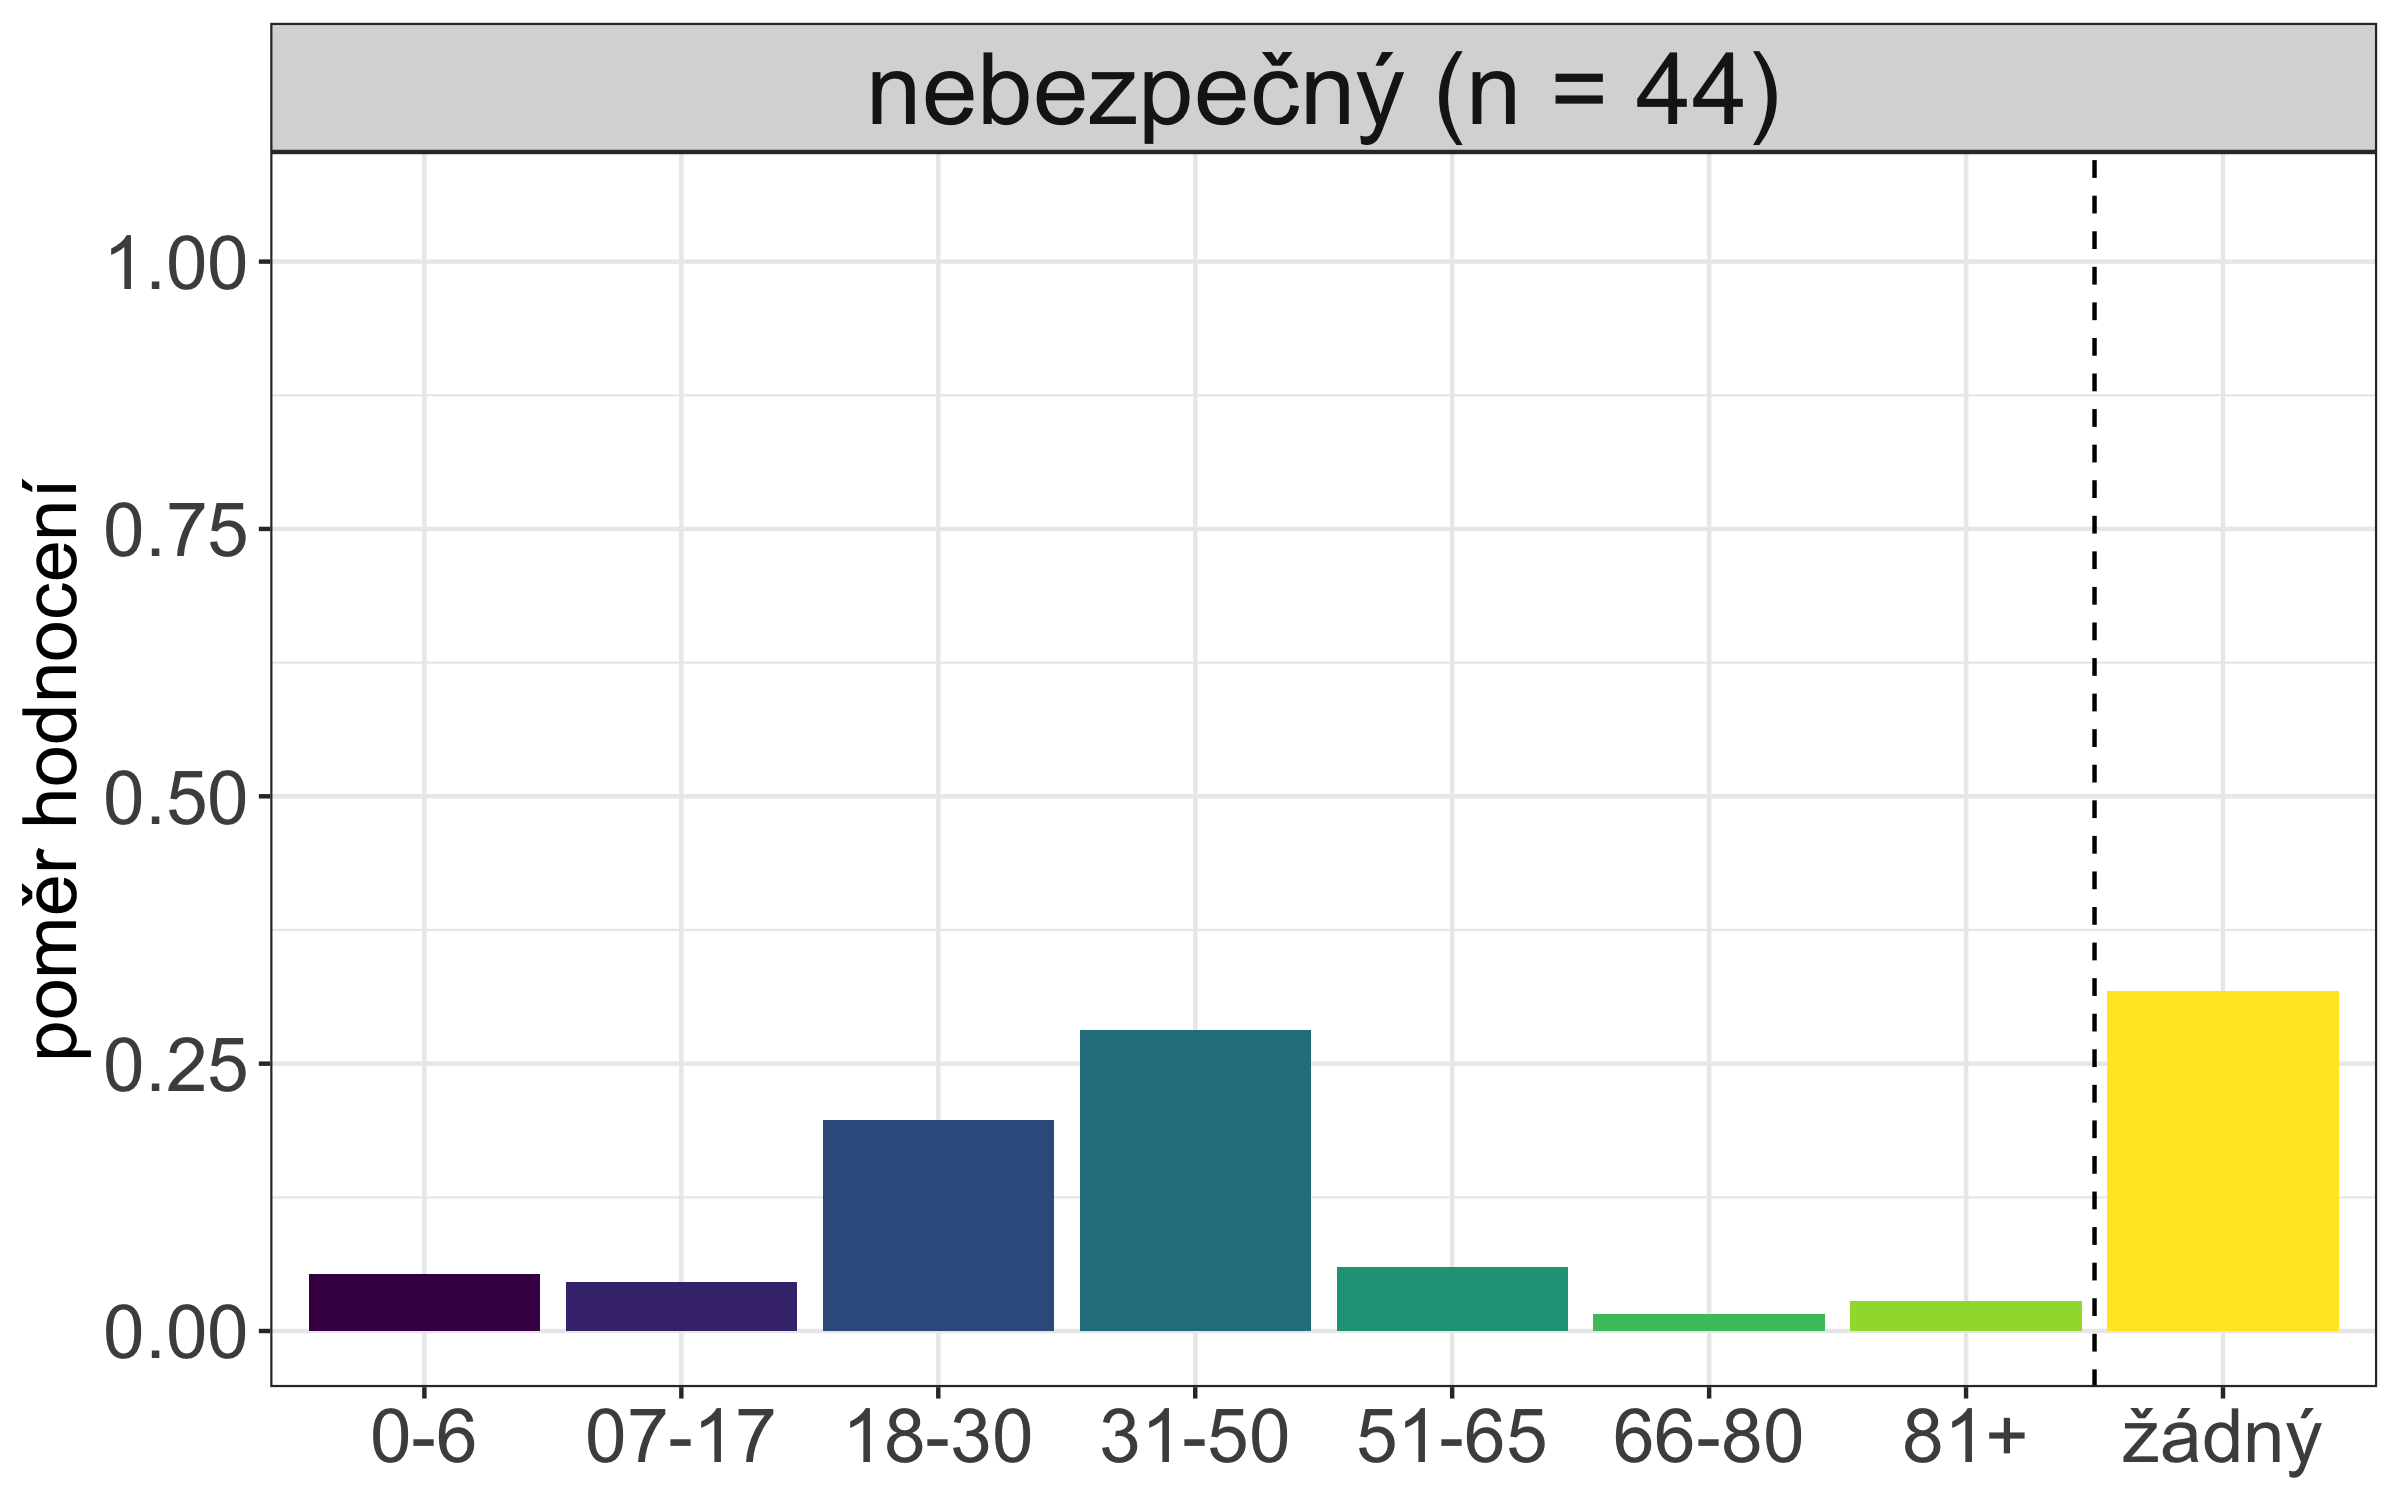 nebezpečný (n = 44)
poměr hodnocení
1.00
0.75
0.50
0.25
0.00
0-6 07-17 18-30 31-50 51-65 66-80 81+ žádný